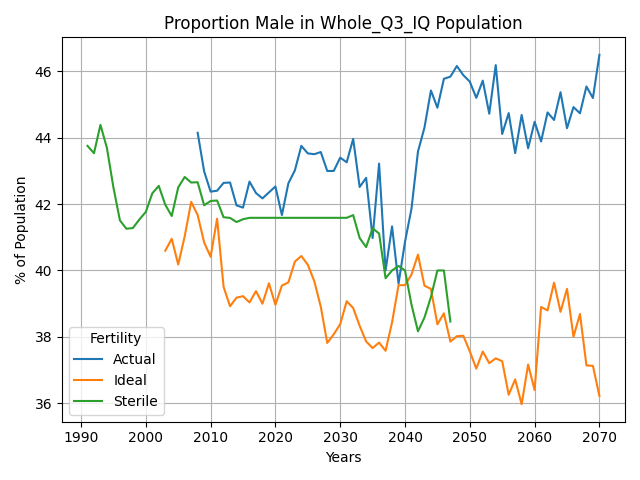 Proportion Male in Whole_Q3_IQ Population
% of Population
46
44
42
40
38
36
Fertility
Actual
Ideal
Sterile
1990 2000 2010 2020 2030 2040 2050 2060 2070
Years